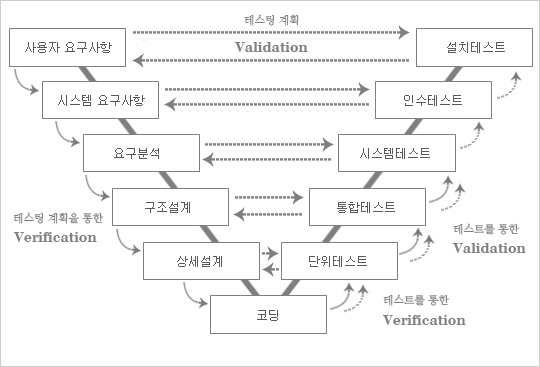 테스팅 계획
사용자 요구사항
Validation
설치테스트
시스템 요구사항
인수테스트
요구분석
시스템테스트
구조설계
통합테스트
테스팅 계획을 통한
Verification
테스트를 통한
Validation
상세설계
단위테스트
코딩
테스트를 통한
Verification